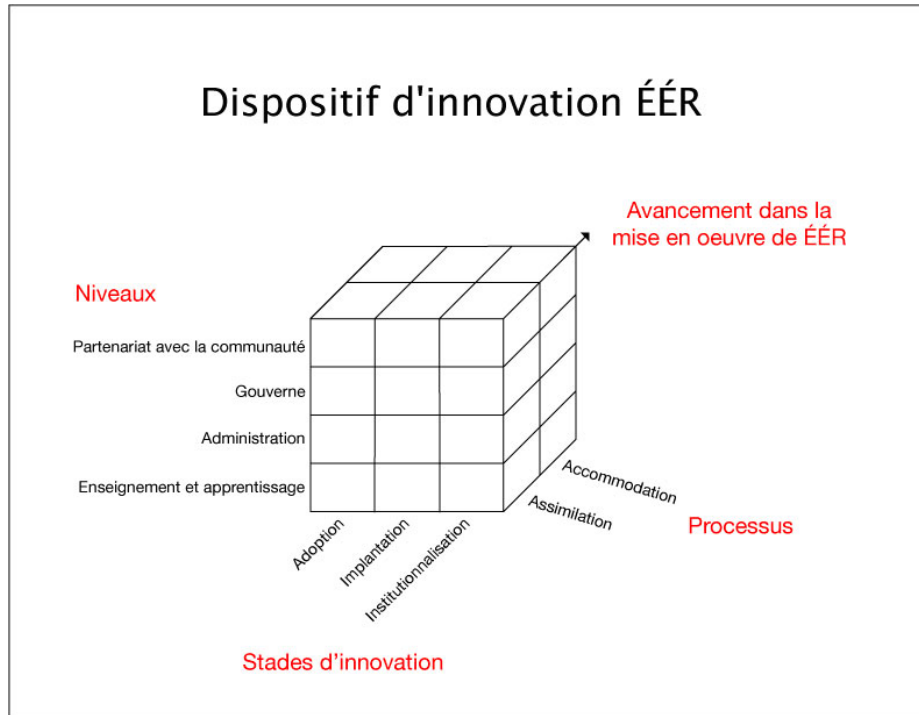 Dispositif d'innovation ÉÉR
Avancement dans la
mise en oeuvre de ÉÉR
Niveaux
Partenariat avec la communauté
Gouverne
Administration
Enseignement et apprentissage
Adoption
Implantation
Institutionnalisation
Assimilation
Accommodation
Processus
Stades d'innovation